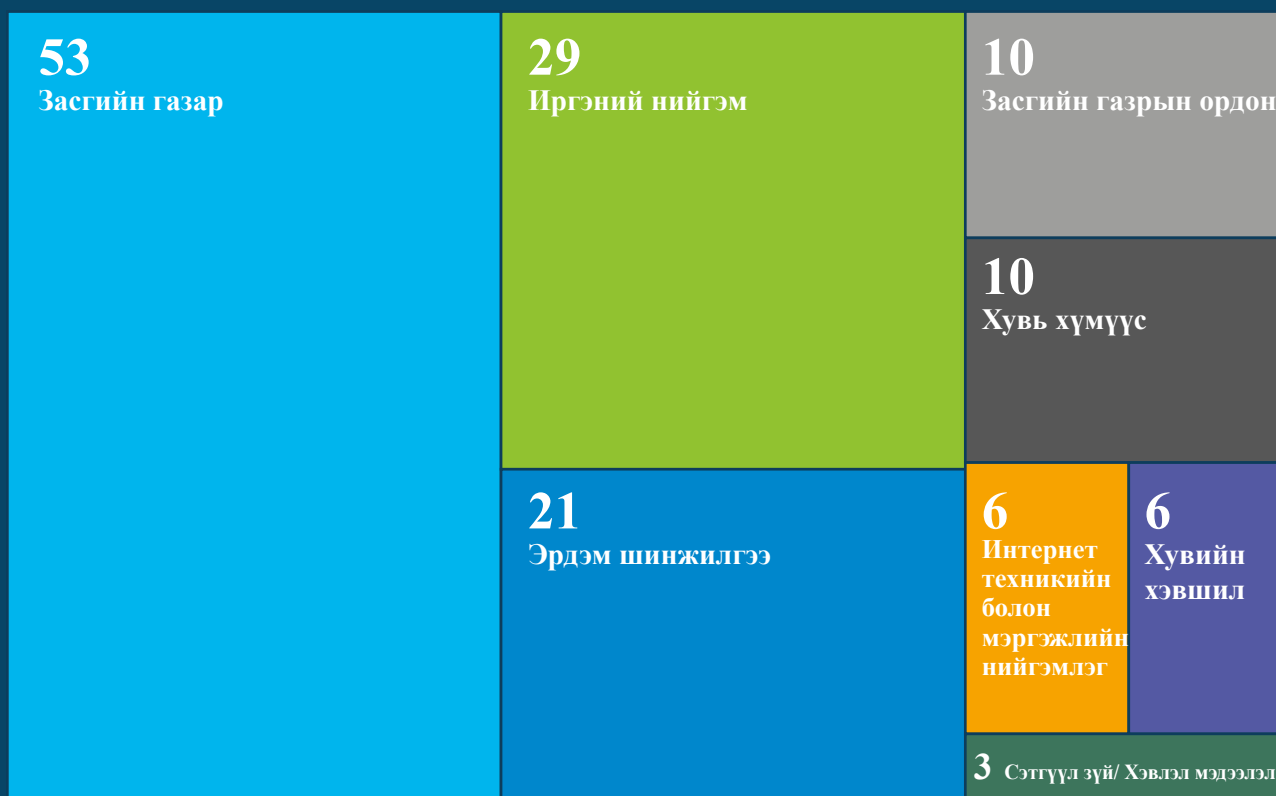 53
Засгийн газар
29
Иргэний нийгэм
21
Эрдэм шинжилгээ
10
Засгийн газрын ордон
10
Хувь хүмүүс
6
Интернет
техникийн
болон
мэргэжлийн
нийгэмлэг
6
Хувийн
хэвшил
3 Сэтгүүл зүй/ Хэвлэл мэдээлэл